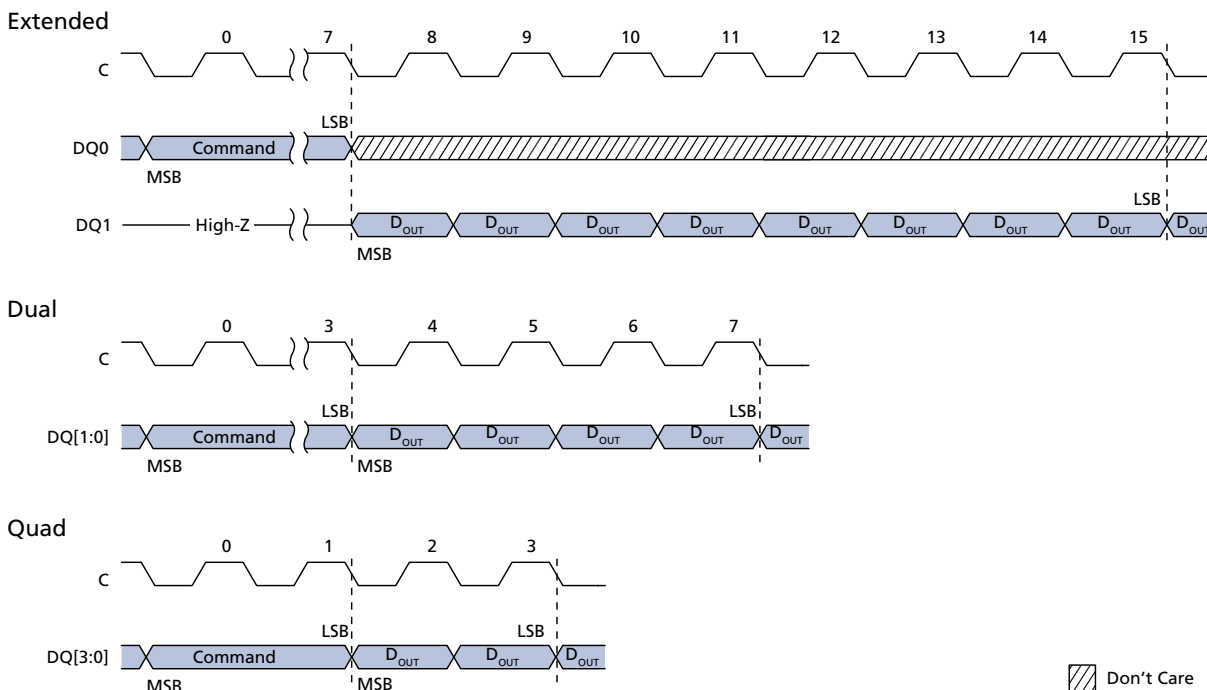 Extended
0 7 8 9 10 11 12 13 14 15
C
LSB
DQ0 Command
MSB
LSB
DQ1 High-Z DOUT DOUT DOUT DOUT DOUT DOUT DOUT DOUT DOUT
MSB
Dual
0 3 4 5 6 7
C
LSB LSB
DQ[1:0] Command DOUT DOUT DOUT DOUT DOUT
MSB MSB
Quad
0 1 2 3
C
LSB LSB
DQ[3:0] Command DOUT DOUT DOUT
MSB MSB
Don't Care